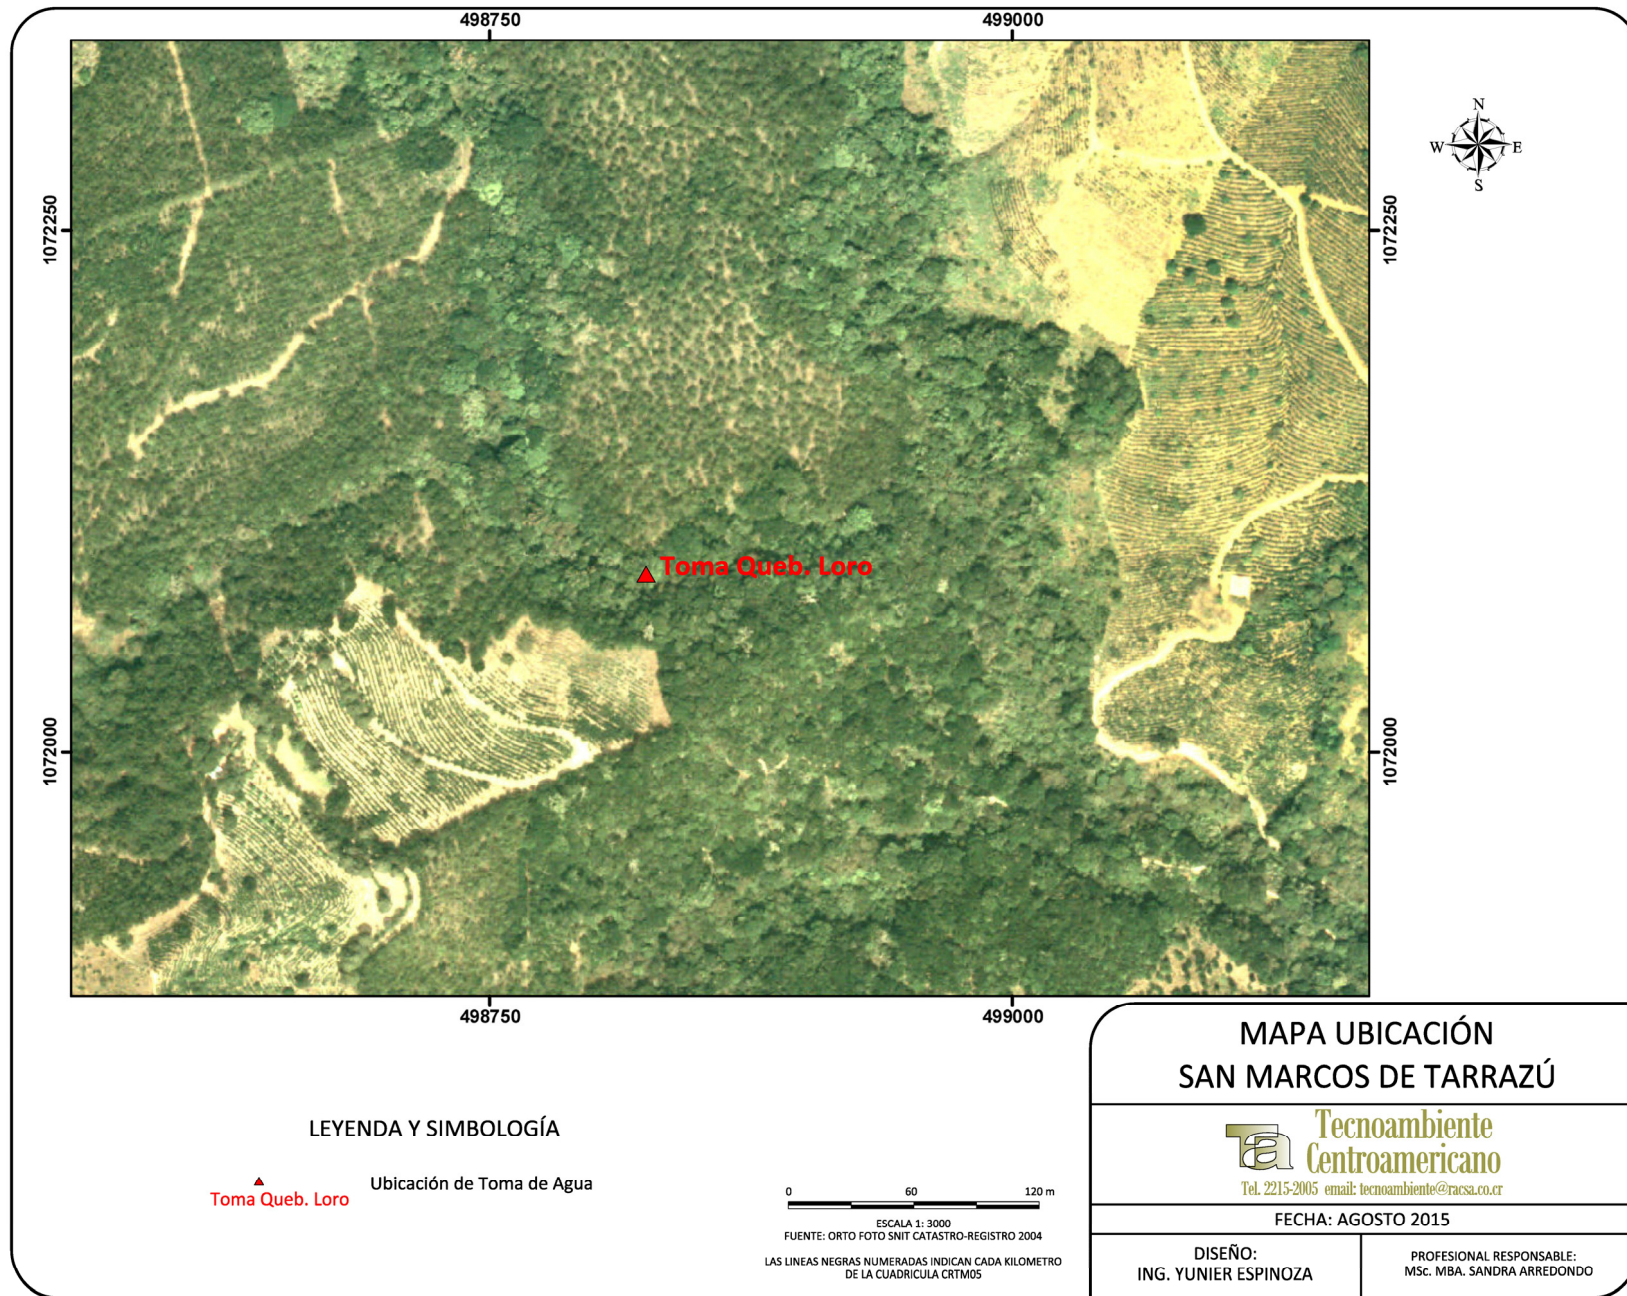 498750
499000
N
W
E
S
1072250
1072250
Toma Queb. Loro
1072000
1072000
498750
499000
MAPA UBICACIÓN
SAN MARCOS DE TARRAZÚ
Ta
Tecnoambiente
Centroamericano
Tel. 2215-2005 email: tecnoambiente@racsa.co.cr
FECHA: AGOSTO 2015
DISEÑO:
ING. YUNIER ESPINOZA
PROFESIONAL RESPONSABLE:
MSc. MBA. SANDRA ARREDONDO
LEYENDA Y SIMBOLOGÍA
Toma Queb. Loro
Ubicación de Toma de Agua
0 60 120 m
ESCALA 1: 3000
FUENTE: ORTO FOTO SNIT CATASTRO-REGISTRO 2004
LAS LINEAS NEGRAS NUMERADAS INDICAN CADA KILOMETRO
DE LA CUADRICULA CRTM05